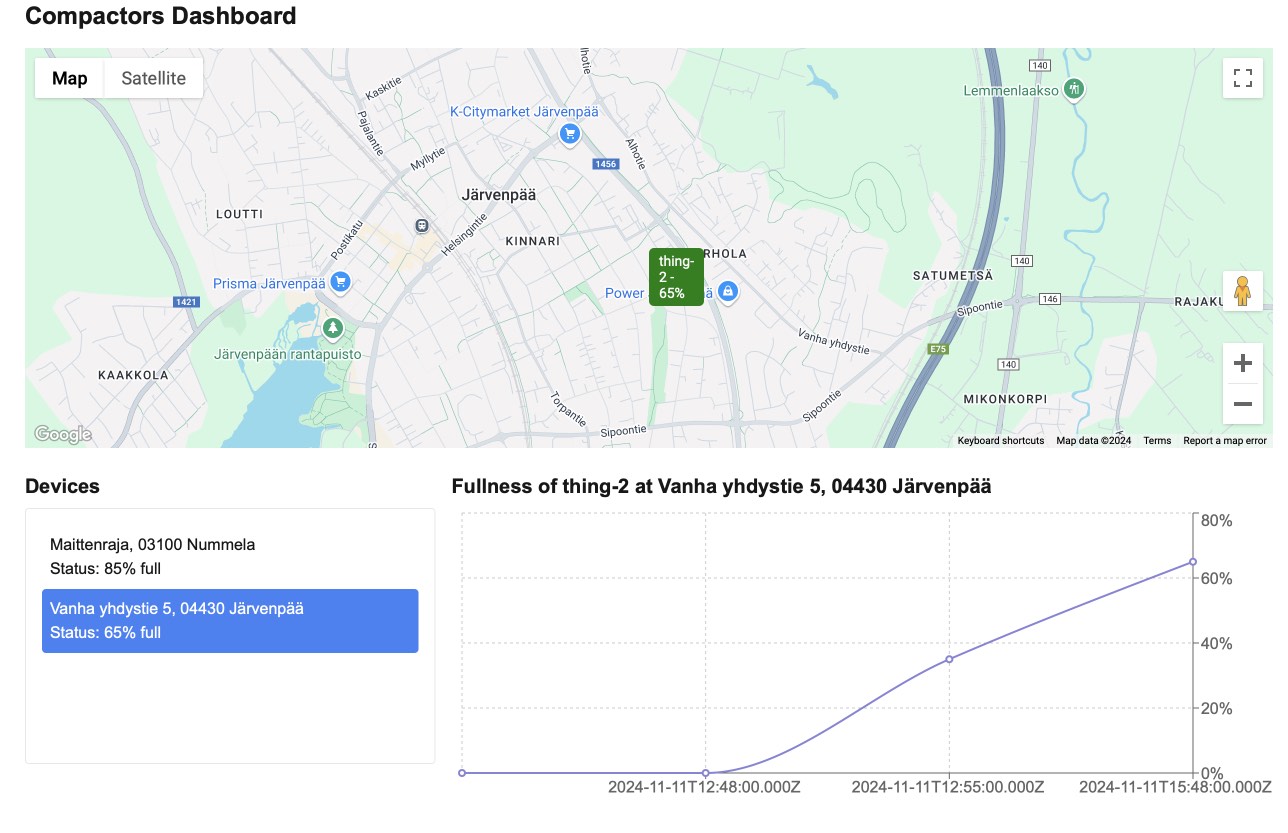 Compactors Dashboard
Map
Satellite
Kaskitie
Pajalantie
K-Citymarket Järvenpää
Myllytie
Alhotie
1456
140
Lemmenlaakso
LOUTTI
Järvenpää
Postikatu
Helsingintie
KINNARI
thing-
2 -
65%
RHOLA
140
SATUMETSÄ
Prisma Järvenpää
1421
Power
146
RAJAKU
Sipoontie
Järvenpään rantapuisto
Vanha yhdystie
E75
140
KAAKKOLA
Torpantie
Sipoontie
Sipoontie
MIKONKORPI
Google
Keyboard shortcuts
Map data ©2024
Terms
Report a map error
Devices
Maittenraja, 03100 Nummela
Status: 85% full
Vanha yhdystie 5, 04430 Järvenpää
Status: 65% full
Fullness of thing-2 at Vanha yhdystie 5, 04430 Järvenpää
80%
60%
40%
20%
0%
2024-11-11T12:48:00.000Z
2024-11-11T12:55:00.000Z
2024-11-11T15:48:00.000Z